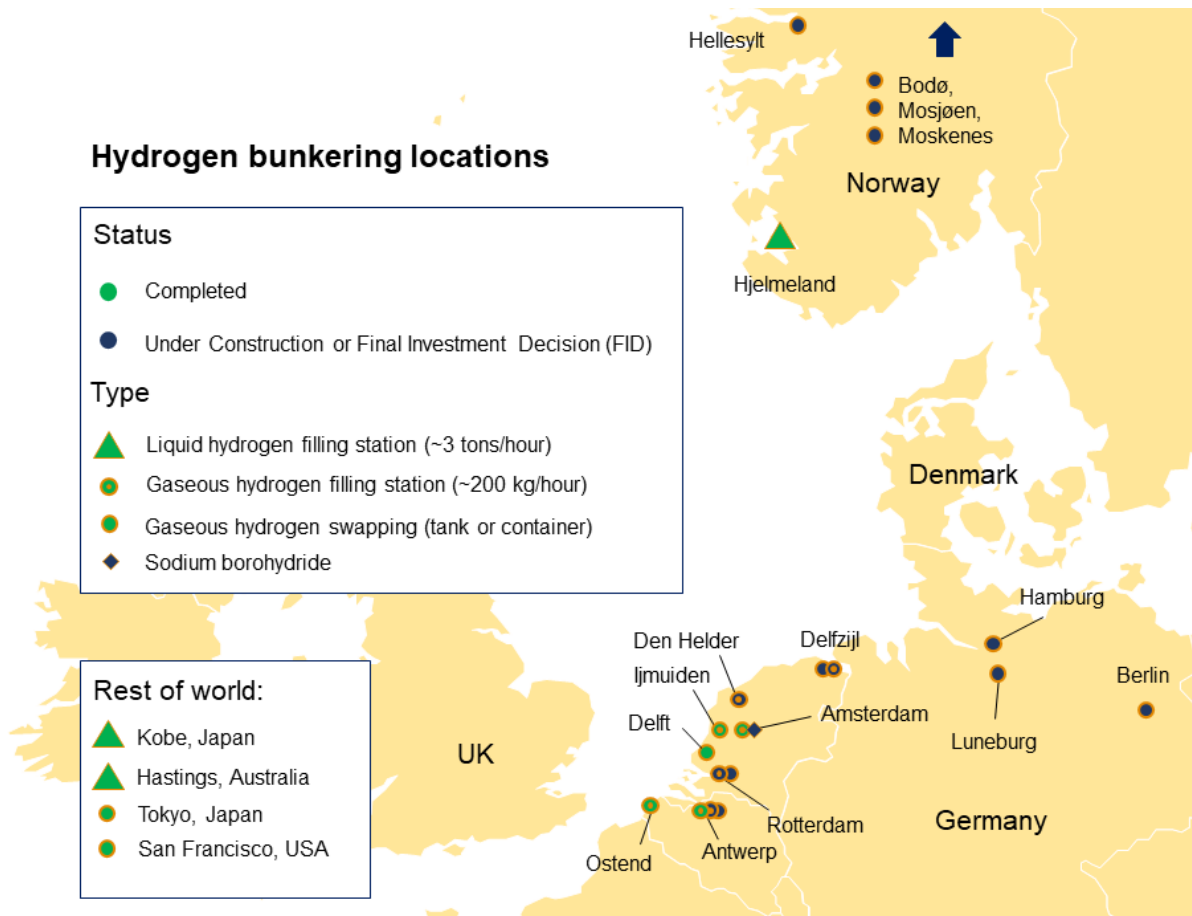 Hellesylt
Bodø,
Mosjøen,
Moskenes
Hydrogen bunkering locations
Norway
Status
Completed
Hjelmeland
Under Construction or Final Investment Decision (FID)
Type
Liquid hydrogen filling station (~3 tons/hour)
Gaseous hydrogen filling station (~200 kg/hour)
Gaseous hydrogen swapping (tank or container)
Sodium borohydride
Denmark
Hamburg
Den Helder
Delfzijl
Ijmuiden
Berlin
Delft
Amsterdam
Luneburg
UK
Rotterdam
Germany
Antwerp
Ostend
Rest of world:
Kobe, Japan
Hastings, Australia
Tokyo, Japan
San Francisco, USA